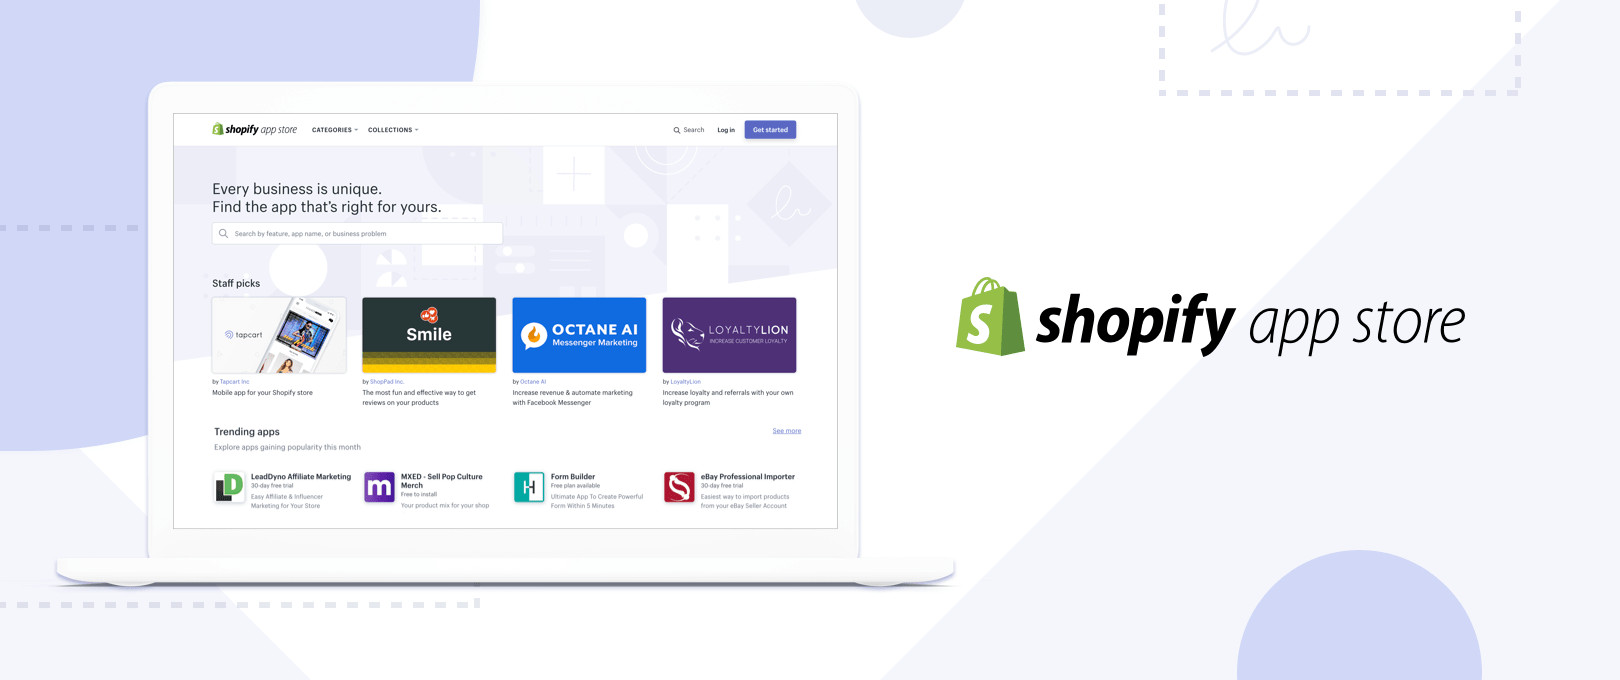 shopify app store
CATEGORIES
COLLECTIONS
Search
Log in
Get started
Every business is unique.
Find the app that's right for yours.
Search by feature, app name, or business problem
Staff picks
tapcart
Smile
OCTANE AI
Messenger Marketing
LOYALTYLION
INCREASE CUSTOMER LOYALTY
by Tapcart Inc
Mobile app for your Shopify store
by ShopPad Inc.
The most fun and effective way to get
reviews on your products
by Octane AI
Increase revenue & automate marketing
with Facebook Messenger
by LoyaltyLion
Increase loyalty and referrals with your own
loyalty program
Trending apps
See more
Explore apps gaining popularity this month
LD
LeadDyno Affiliate Marketing
30-day free trial
Easy Affiliate & Influencer
Marketing for Your Store
m
MXED - Sell Pop Culture
Merch
Free to install
Your product mix for your shop
Form Builder
Free plan available
Ultimate App To Create Powerful
Form Within 5 Minutes
eBay Professional Importer
30-day free trial
Easiest way to import products
from your eBay Seller Account
shopify app store